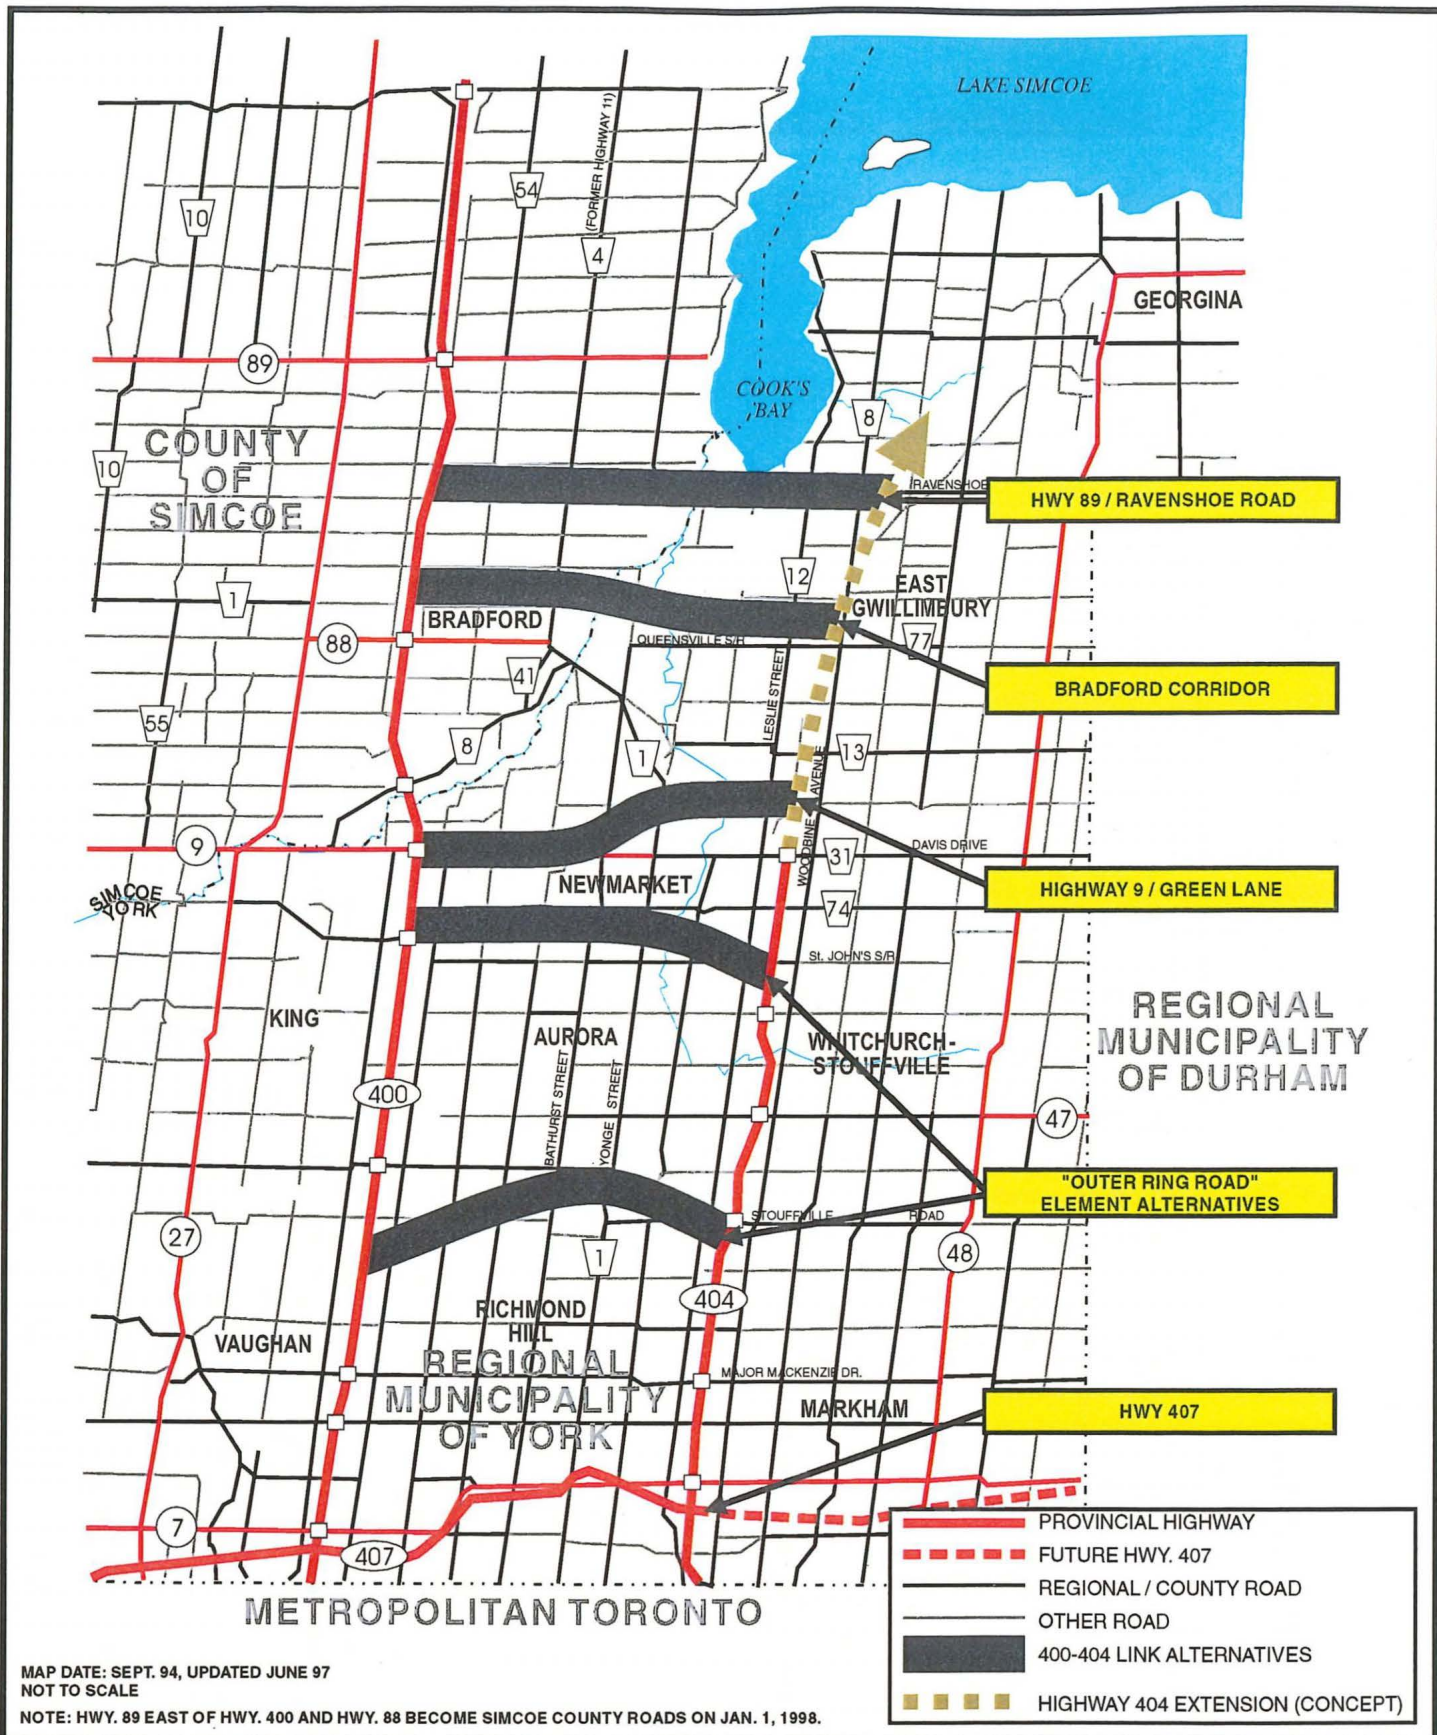 LAKE SIMCOE
54
(FORMER HIGHWAY 11)
10
4
GEORGINA
89
COOK'S
BAY
8
COUNTY
OF
SIMCOE
10
RAVENSHOE
HWY 89 / RAVENSHOE ROAD
12
EAST
GWILLIMBURY
1
BRADFORD
88
QUEENSVILLE S/R
77
41
LESLIE STREET
BRADFORD CORRIDOR
55
8
1
13
WOODBINE AVENUE
9
31
DAVIS DRIVE
SIMCOE
YORK
NEWMARKET
HIGHWAY 9 / GREEN LANE
74
St. JOHN'S S/R
KING
REGIONAL
MUNICIPALITY
OF DURHAM
AURORA
WHITCHURCH-
STOUFFVILLE
BATHURST STREET
YONGE STREET
400
47
"OUTER RING ROAD"
ELEMENT ALTERNATIVES
STOUFFVILLE ROAD
27
1
48
404
RICHMOND
HILL
VAUGHAN
REGIONAL
MUNICIPALITY
OF YORK
MAJOR MACKENZIE DR.
MARKHAM
HWY 407
7
407
PROVINCIAL HIGHWAY
FUTURE HWY. 407
REGIONAL / COUNTY ROAD
OTHER ROAD
400-404 LINK ALTERNATIVES
HIGHWAY 404 EXTENSION (CONCEPT)
METROPOLITAN TORONTO
MAP DATE: SEPT. 94, UPDATED JUNE 97
NOT TO SCALE
NOTE: HWY. 89 EAST OF HWY. 400 AND HWY. 88 BECOME SIMCOE COUNTY ROADS ON JAN. 1, 1998.